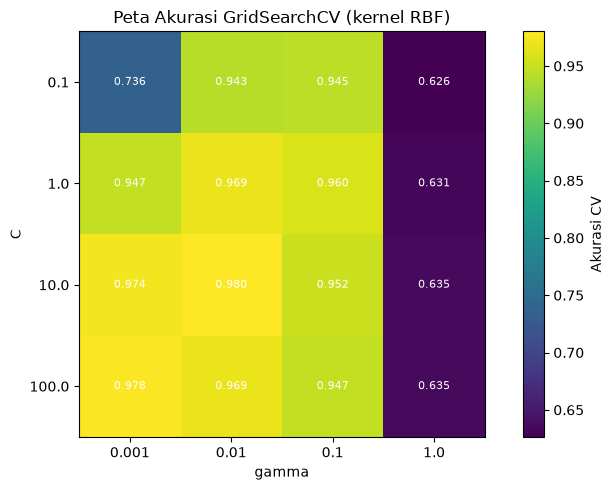 Peta Akurasi GridSearchCV (kernel RBF)
0.1 0.736 0.943 0.945 0.626
1.0 0.947 0.969 0.960 0.631
10.0 0.974 0.980 0.952 0.635
100.0 0.978 0.969 0.947 0.635
0.001 0.01 0.1 1.0
gamma
C
0.95
0.90
0.85
0.80
0.75
0.70
0.65
Akurasi CV